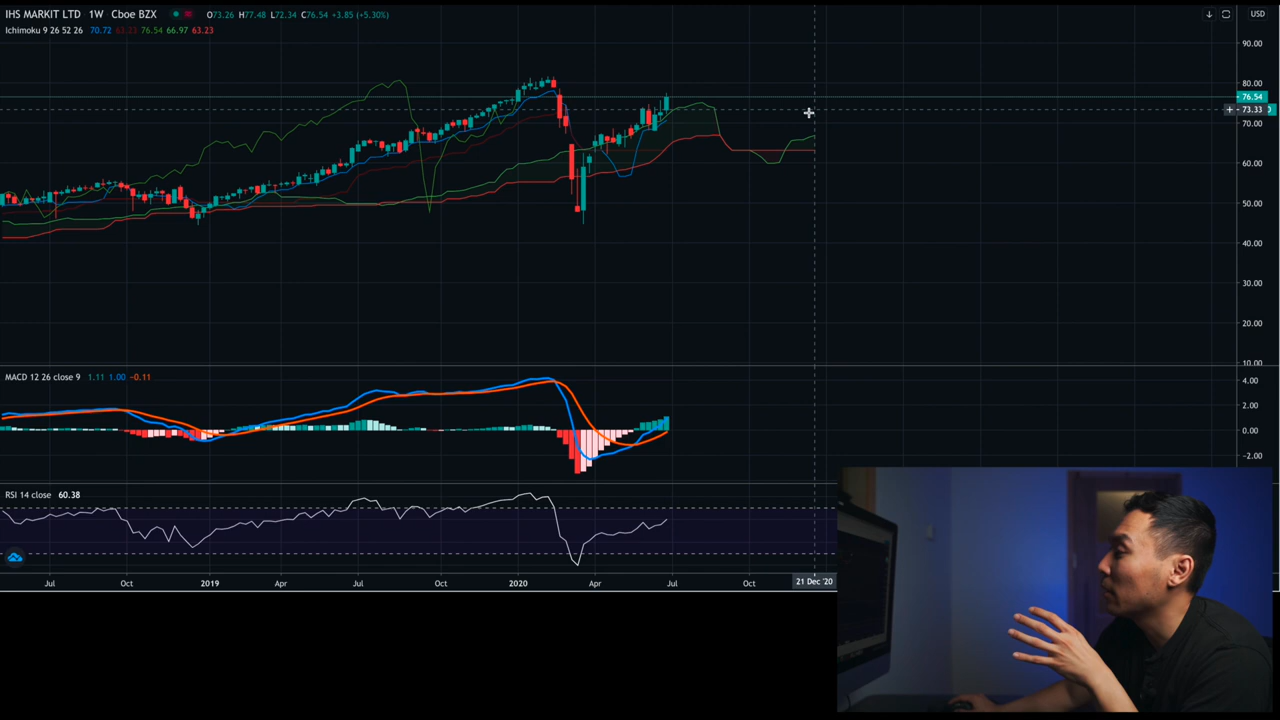 IHS MARKIT LTD 1W Cboe BZX O73.26 H77.48 L72.34 C76.54 +3.85 (+5.30%)
USD
Ichimoku 9 26 52 26 70.72 63.23 76.54 66.97 63.23
90.00
80.00
76.54
73.33
70.00
60.00
50.00
40.00
30.00
20.00
10.00
MACD 12 26 close 9 1.11 1.00 −0.11
4.00
2.00
0.00
−2.00
RSI 14 close 60.38
Jul Oct 2019 Apr Jul Oct 2020 Apr Jul Oct 21 Dec '20